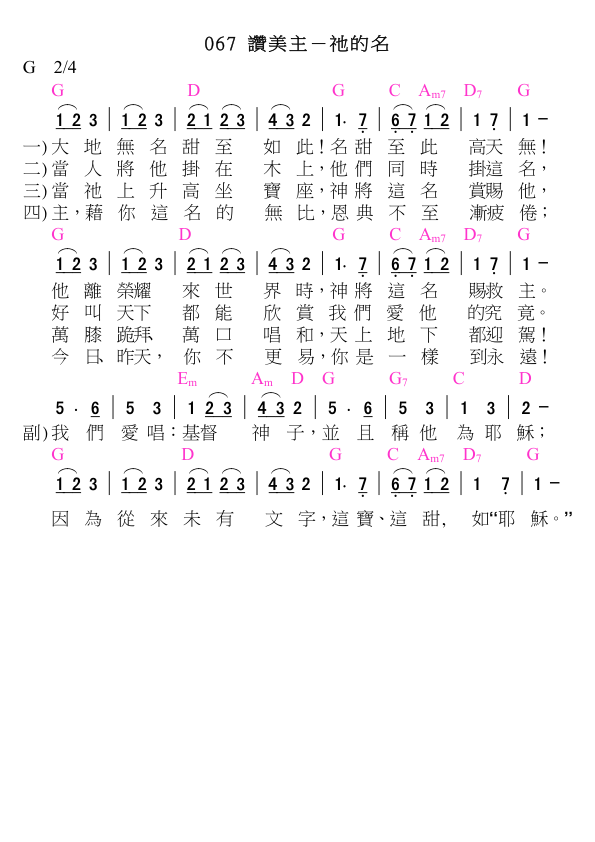 067 讚美主－祂的名
G 2/4
G D G C Am7 D7 G
1 2 3 | 1 2 3 | 2 1 2 3 | 4 3 2 | 1. 7 | 6 7 1 2 | 1 7 | 1 −
一)大 地 無 名 甜 至 如 此！名 甜 至 此 高天 無！
二)當 人 將 他 掛 在 木 上，他 們 同 時 掛這 名，
三)當 祂 上 升 高 坐 寶 座，神 將 這 名 賞賜 他，
四)主，藉 你 這 名 的 無 比，恩 典 不 至 漸疲 倦；
G D G C Am7 D7 G
1 2 3 | 1 2 3 | 2 1 2 3 | 4 3 2 | 1. 7 | 6 7 1 2 | 1 7 | 1 −
他 離 榮耀 來 世 界 時，神 將 這 名 賜救 主。
好 叫 天下 都 能 欣 賞 我 們 愛 他 的究 竟。
萬 膝 跪拜、萬 口 唱 和，天 上 地 下 都迎 駕！
今 日、昨天， 你 不 更 易，你 是 一 樣 到永 遠！
Em Am D G G7 C D
5 . 6 | 5 3 | 1 2 3 | 4 3 2 | 5 . 6 | 5 3 | 1 3 | 2 −
副)我 們 愛 唱：基督 神 子，並 且 稱他 為 耶 穌；
G D G C Am7 D7 G
1 2 3 | 1 2 3 | 2 1 2 3 | 4 3 2 | 1. 7 | 6 7 1 2 | 1 7 | 1 −
因 為 從 來 未 有 文 字，這 寶、這 甜， 如“耶 穌。”